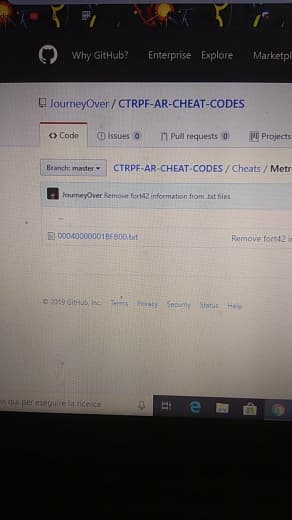 Why GitHub? Enterprise Explore Marketpl
JourneyOver / CTRPF-AR-CHEAT-CODES
<> Code Issues 0 Pull requests 0 Projects
Branch: master CTRPF-AR-CHEAT-CODES / Cheats / Metr
JourneyOver Remove fort42 information from .txt files
..
00040000001BFB00.txt Remove fort42 i
© 2019 GitHub, Inc. Terms Privacy Security Status Help
qui per eseguire la ricerca